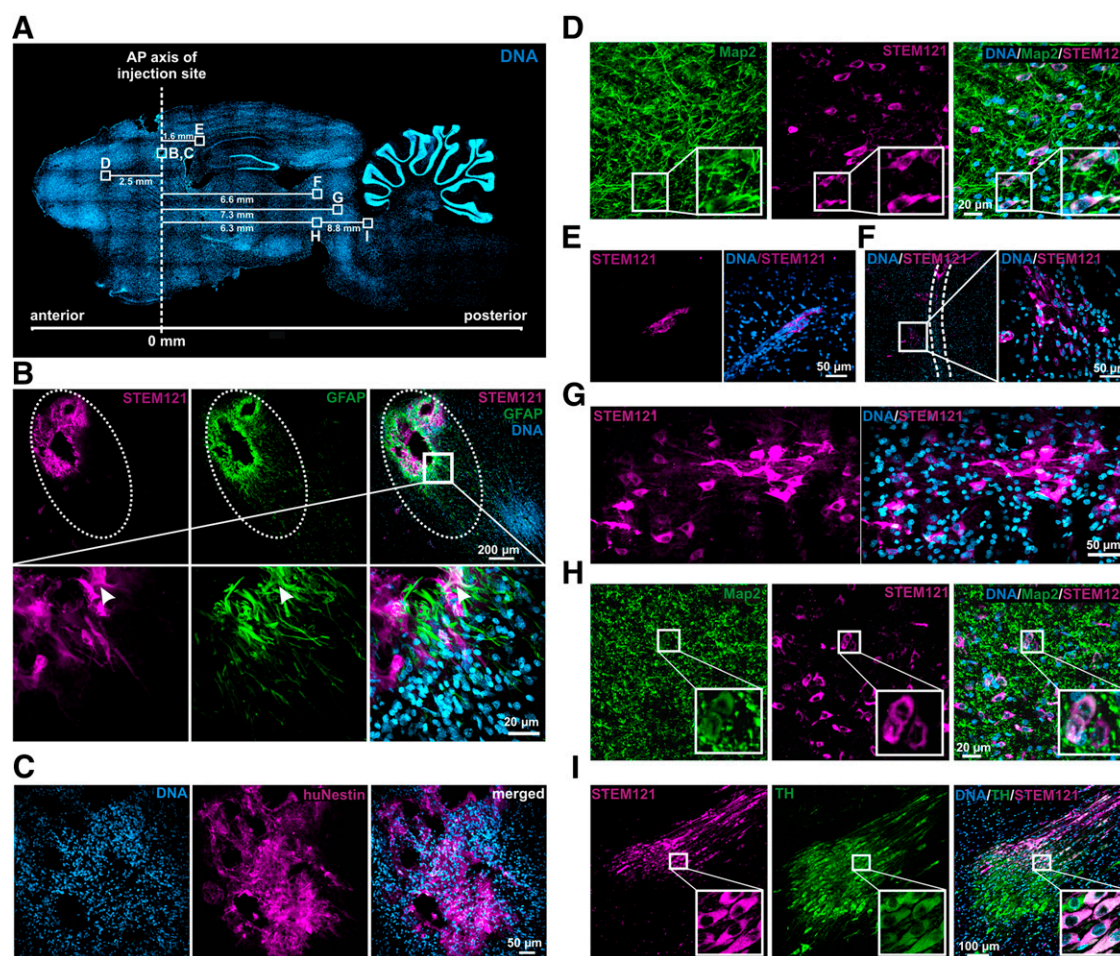 A
AP axis of
injection site
DNA
1.6 mm
E
B,C
D
2.5 mm
F
6.6 mm
G
7.3 mm
6.3 mm
H
8.8 mm
I
anterior
posterior
0 mm
B
STEM121
GFAP
STEM121
GFAP
DNA
200 µm
20 µm
C
DNA
huNestin
merged
50 µm
D
Map2
STEM121
DNA/Map2/STEM121
20 µm
E
STEM121
DNA/STEM121
50 µm
F
DNA/STEM121
DNA/STEM121
50 µm
G
STEM121
DNA/STEM121
50 µm
H
Map2
STEM121
DNA/Map2/STEM121
20 µm
I
STEM121
TH
DNA/TH/STEM121
100 µm